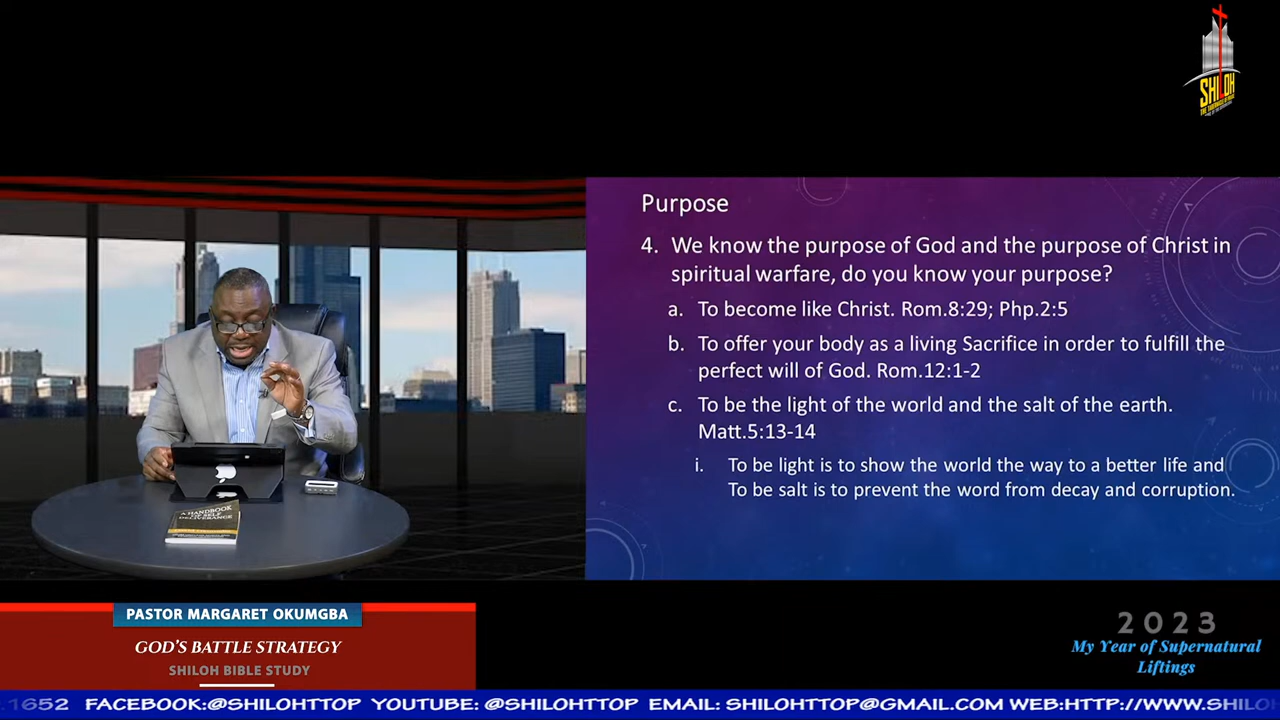 SHILOH
Purpose
4. We know the purpose of God and the purpose of Christ in
spiritual warfare, do you know your purpose?
a. To become like Christ. Rom.8:29; Php.2:5
b. To offer your body as a living Sacrifice in order to fulfill the
perfect will of God. Rom.12:1-2
c. To be the light of the world and the salt of the earth.
Matt.5:13-14
i. To be light is to show the world the way to a better life and
To be salt is to prevent the word from decay and corruption.
A HANDBOOK
OF SELF
DELIVERANCE
PASTOR MARGARET OKUMGBA
GOD'S BATTLE STRATEGY
SHILOH BIBLE STUDY
2023
My Year of Supernatural
Liftings
.1652 FACEBOOK:@SHILOHTTOP YOUTUBE: @SHILOHTTOP EMAIL: SHILOHTTOP@GMAIL.COM WEB:HTTP://WWW.SHILO